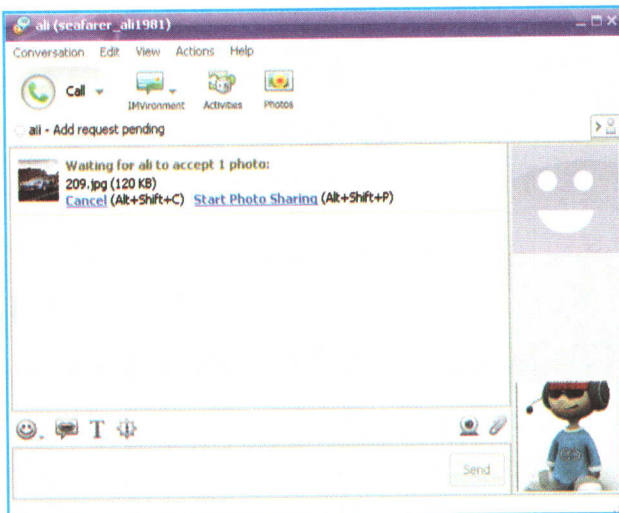 ali (seafarer_ali1981)
Conversation Edit View Actions Help
Call IMVironment Activities Photos
ali - Add request pending
Waiting for ali to accept 1 photo:
209.jpg (120 KB)
Cancel (Alt+Shift+C) Start Photo Sharing (Alt+Shift+P)
T
Send